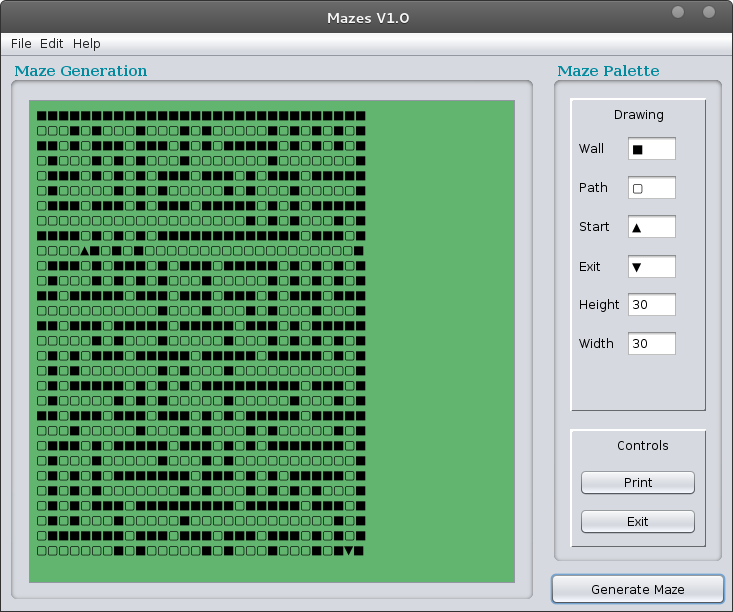 Mazes V1.0
File Edit Help
Maze Generation
Maze Palette
Drawing
Wall ■
Path ▢
Start ▲
Exit ▼
Height 30
Width 30
Controls
Print
Exit
Generate Maze